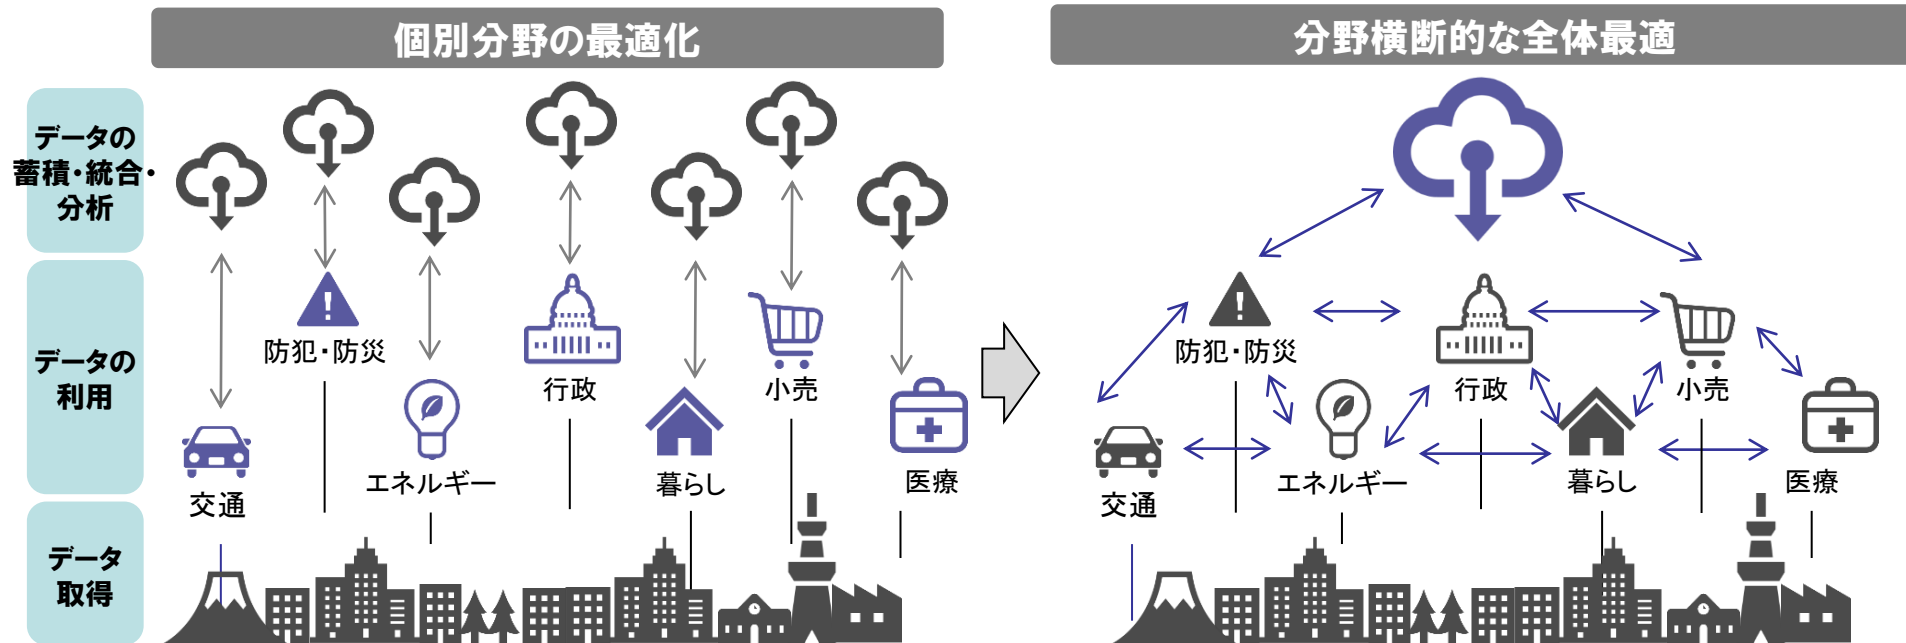 個別分野の最適化
分野横断的な全体最適
データの
蓄積・統合・
分析
データの
利用
データ
取得
防犯・防災
行政
小売
エネルギー
暮らし
医療
交通
防犯・防災
行政
小売
エネルギー
暮らし
医療
交通